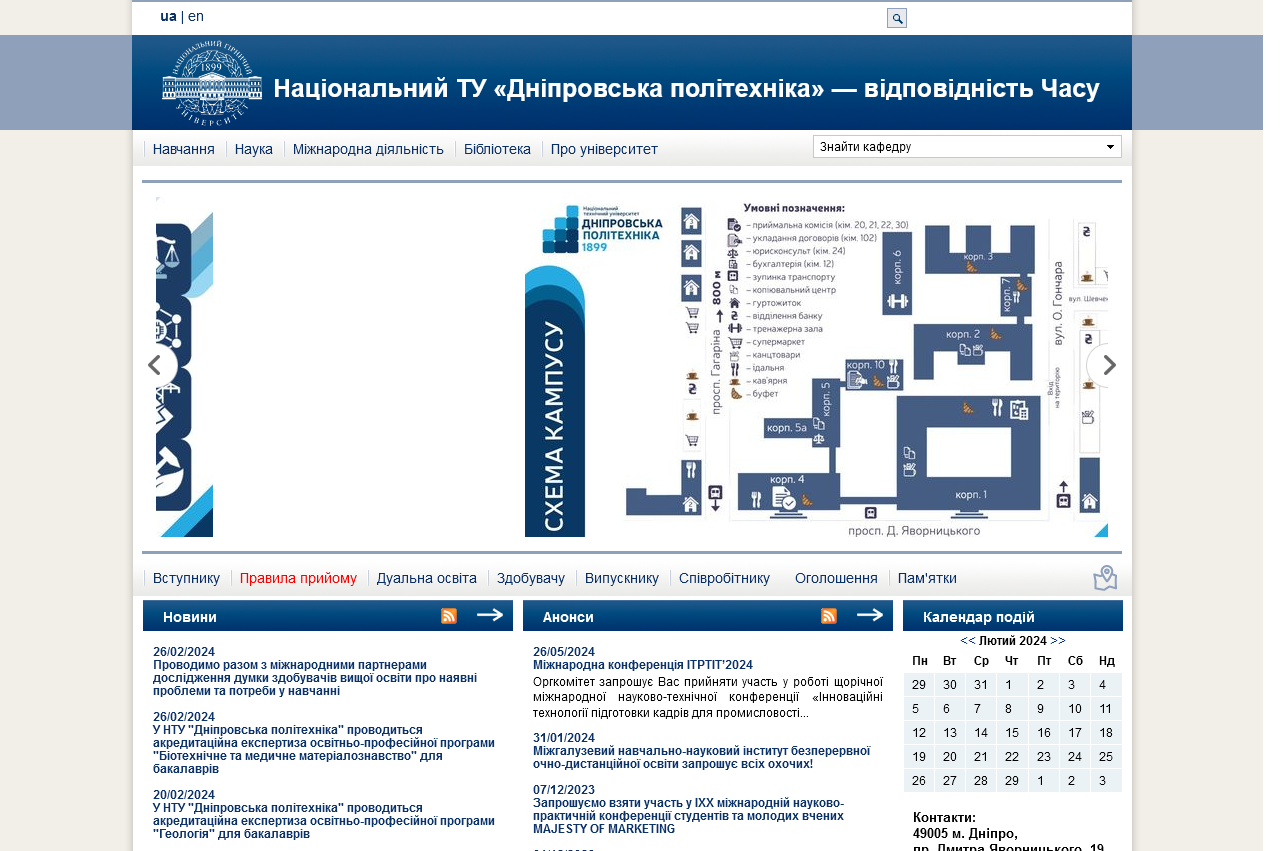 ua | en
НАЦІОНАЛЬНИЙ ГІРНИЧИЙ
1899
УНІВЕРСИТЕТ
Національний ТУ «Дніпровська політехніка» — відповідність Часу
Навчання
Наука
Міжнародна діяльність
Бібліотека
Про університет
Знайти кафедру
Національний
технічний університет
ДНІПРОВСЬКА
ПОЛІТЕХНІКА
1899
СХЕМА КАМПУСУ
Умовні позначення:
– приймальна комісія (кім. 20, 21, 22, 30)
– укладання договорів (кім. 102)
– юрисконсульт (кім. 24)
– бухгалтерія (кім. 12)
– зупинка транспорту
– копіювальний центр
– гуртожиток
– відділення банку
– тренажерна зала
– супермаркет
– канцтовари
– їдальня
– кав'ярня
– буфет
просп. Гагаріна
800 м
корп. 6
корп. 3
корп. 7
корп. 2
корп. 10
корп. 5
корп. 5а
корп. 4
корп. 1
вул. О. Гончара
вул. Шевчен
Вхід
на територію
просп. Д. Яворницького
Вступнику
Правила прийому
Дуальна освіта
Здобувачу
Випускнику
Співробітнику
Оголошення
Пам'ятки
Новини
26/02/2024
Проводимо разом з міжнародними партнерами
дослідження думки здобувачів вищої освіти про наявні
проблеми та потреби у навчанні
26/02/2024
У НТУ "Дніпровська політехніка" проводиться
акредитаційна експертиза освітньо-професійної програми
"Біотехнічне та медичне матеріалознавство" для
бакалаврів
20/02/2024
У НТУ "Дніпровська політехніка" проводиться
акредитаційна експертиза освітньо-професійної програми
"Геологія" для бакалаврів
Анонси
26/05/2024
Міжнародна конференція ІТРТІТ’2024
Оргкомітет запрошує Вас прийняти участь у роботі щорічної
міжнародної науково-технічної конференції «Інноваційні
технології підготовки кадрів для промисловості...
31/01/2024
Міжгалузевий навчально-науковий інститут безперервної
очно-дистанційної освіти запрошує всіх охочих!
07/12/2023
Запрошуємо взяти участь у IXX міжнародній науково-
практичній конференції студентів та молодих вчених
MAJESTY OF MARKETING
Календар подій
<< Лютий 2024 >>
Пн Вт Ср Чт Пт Сб Нд
29 30 31 1 2 3 4
5 6 7 8 9 10 11
12 13 14 15 16 17 18
19 20 21 22 23 24 25
26 27 28 29 1 2 3
Контакти:
49005 м. Дніпро,
пр. Дмитра Яворницького, 19